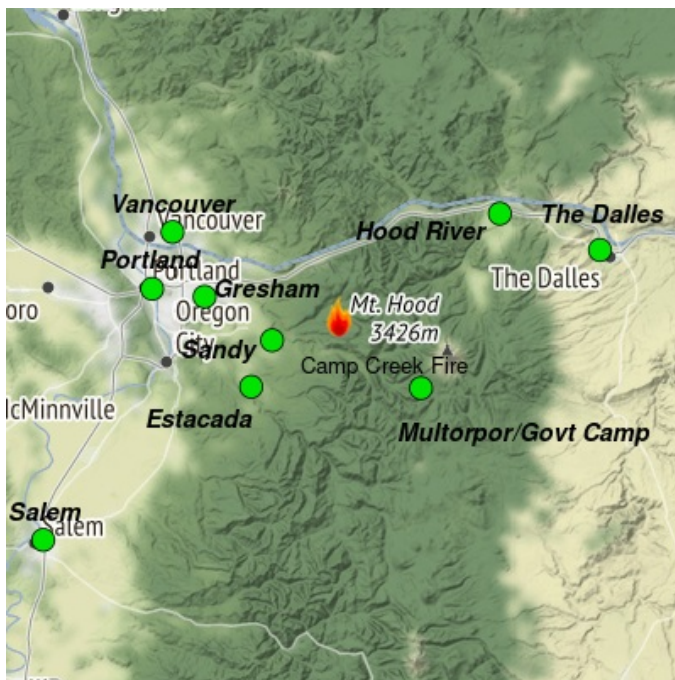 Vancouver
Vancouver
Portland
Portland
Hood River
The Dalles
The Dalles
Gresham
Oregon
City
Mt. Hood
3426m
oro
Sandy
Camp Creek Fire
Estacada
Multorpor/Govt Camp
McMinnville
Salem
Salem